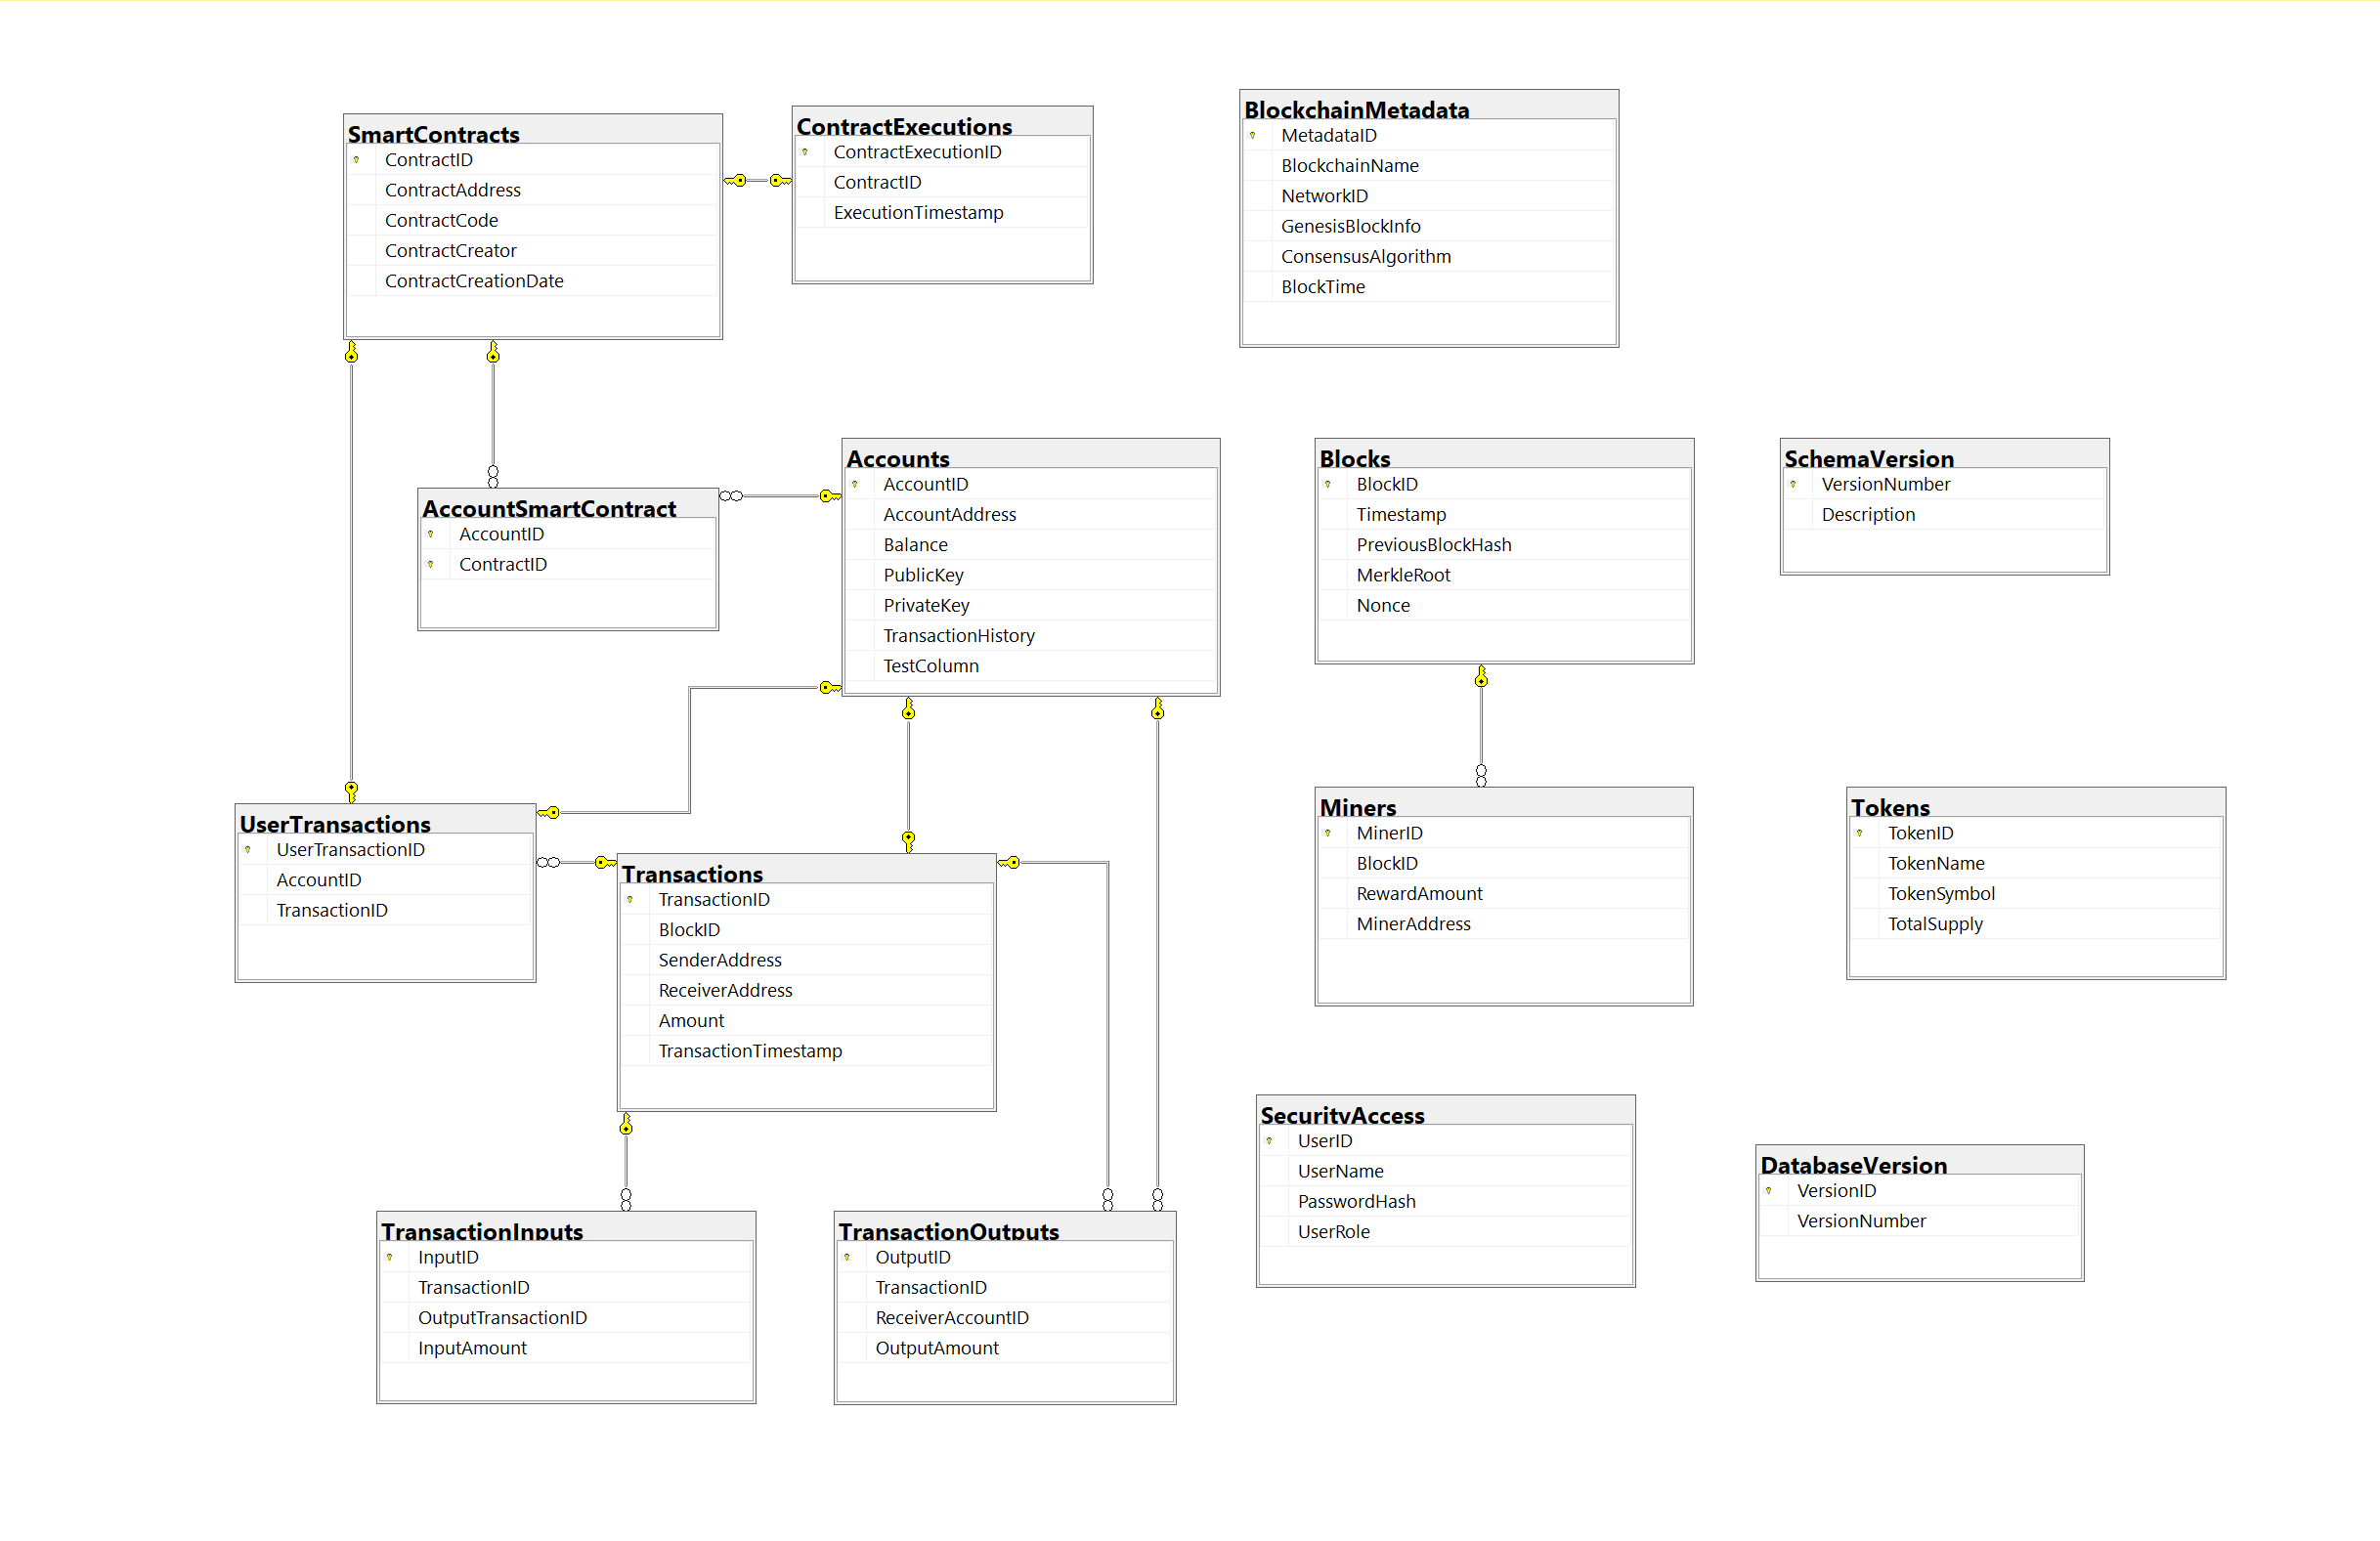 SmartContracts
ContractID
ContractAddress
ContractCode
ContractCreator
ContractCreationDate
ContractExecutions
ContractExecutionID
ContractID
ExecutionTimestamp
BlockchainMetadata
MetadataID
BlockchainName
NetworkID
GenesisBlockInfo
ConsensusAlgorithm
BlockTime
AccountSmartContract
AccountID
ContractID
Accounts
AccountID
AccountAddress
Balance
PublicKey
PrivateKey
TransactionHistory
TestColumn
Blocks
BlockID
Timestamp
PreviousBlockHash
MerkleRoot
Nonce
SchemaVersion
VersionNumber
Description
UserTransactions
UserTransactionID
AccountID
TransactionID
Transactions
TransactionID
BlockID
SenderAddress
ReceiverAddress
Amount
TransactionTimestamp
Miners
MinerID
BlockID
RewardAmount
MinerAddress
Tokens
TokenID
TokenName
TokenSymbol
TotalSupply
TransactionInputs
InputID
TransactionID
OutputTransactionID
InputAmount
TransactionOutputs
OutputID
TransactionID
ReceiverAccountID
OutputAmount
SecurityAccess
UserID
UserName
PasswordHash
UserRole
DatabaseVersion
VersionID
VersionNumber